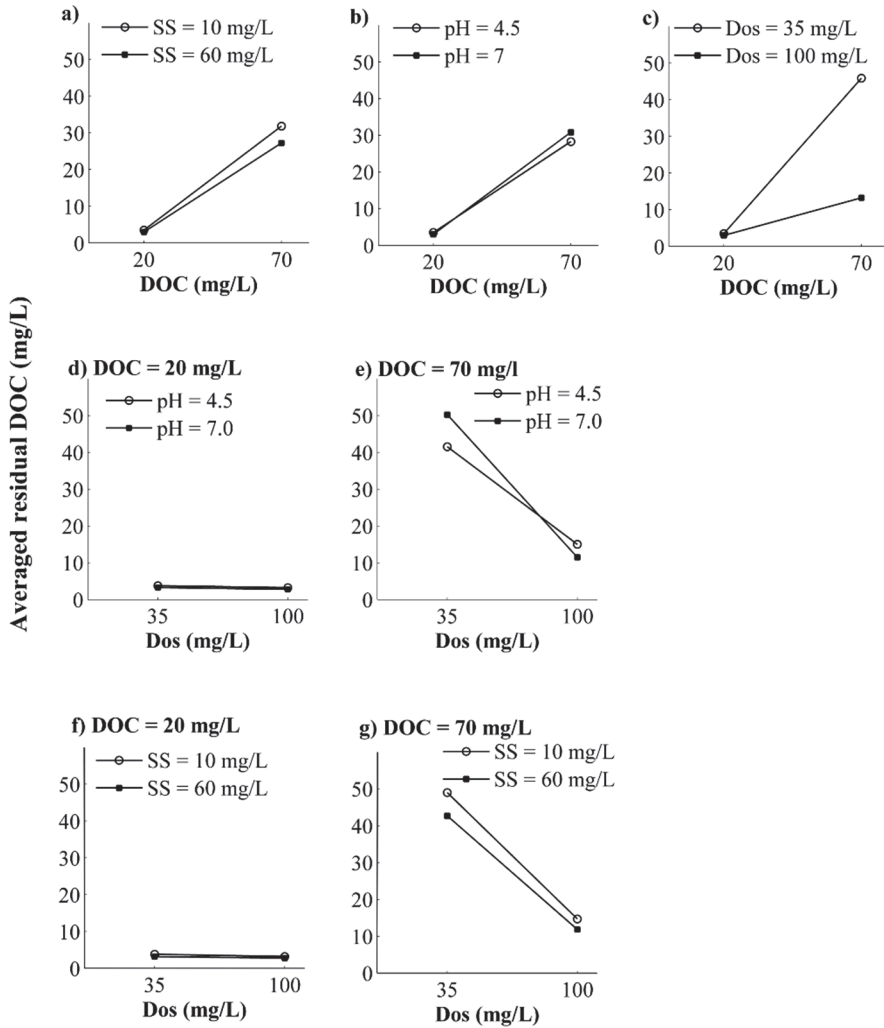 Averaged residual DOC (mg/L)
a)
SS = 10 mg/L
SS = 60 mg/L
50
40
30
20
10
0
20
70
DOC (mg/L)
b)
pH = 4.5
pH = 7
50
40
30
20
10
0
20
70
DOC (mg/L)
c)
Dos = 35 mg/L
Dos = 100 mg/L
50
40
30
20
10
0
20
70
DOC (mg/L)
d) DOC = 20 mg/L
pH = 4.5
pH = 7.0
50
40
30
20
10
0
35
100
Dos (mg/L)
e) DOC = 70 mg/l
pH = 4.5
pH = 7.0
50
40
30
20
10
0
35
100
Dos (mg/L)
f) DOC = 20 mg/L
SS = 10 mg/L
SS = 60 mg/L
50
40
30
20
10
0
35
100
Dos (mg/L)
g) DOC = 70 mg/L
SS = 10 mg/L
SS = 60 mg/L
50
40
30
20
10
0
35
100
Dos (mg/L)